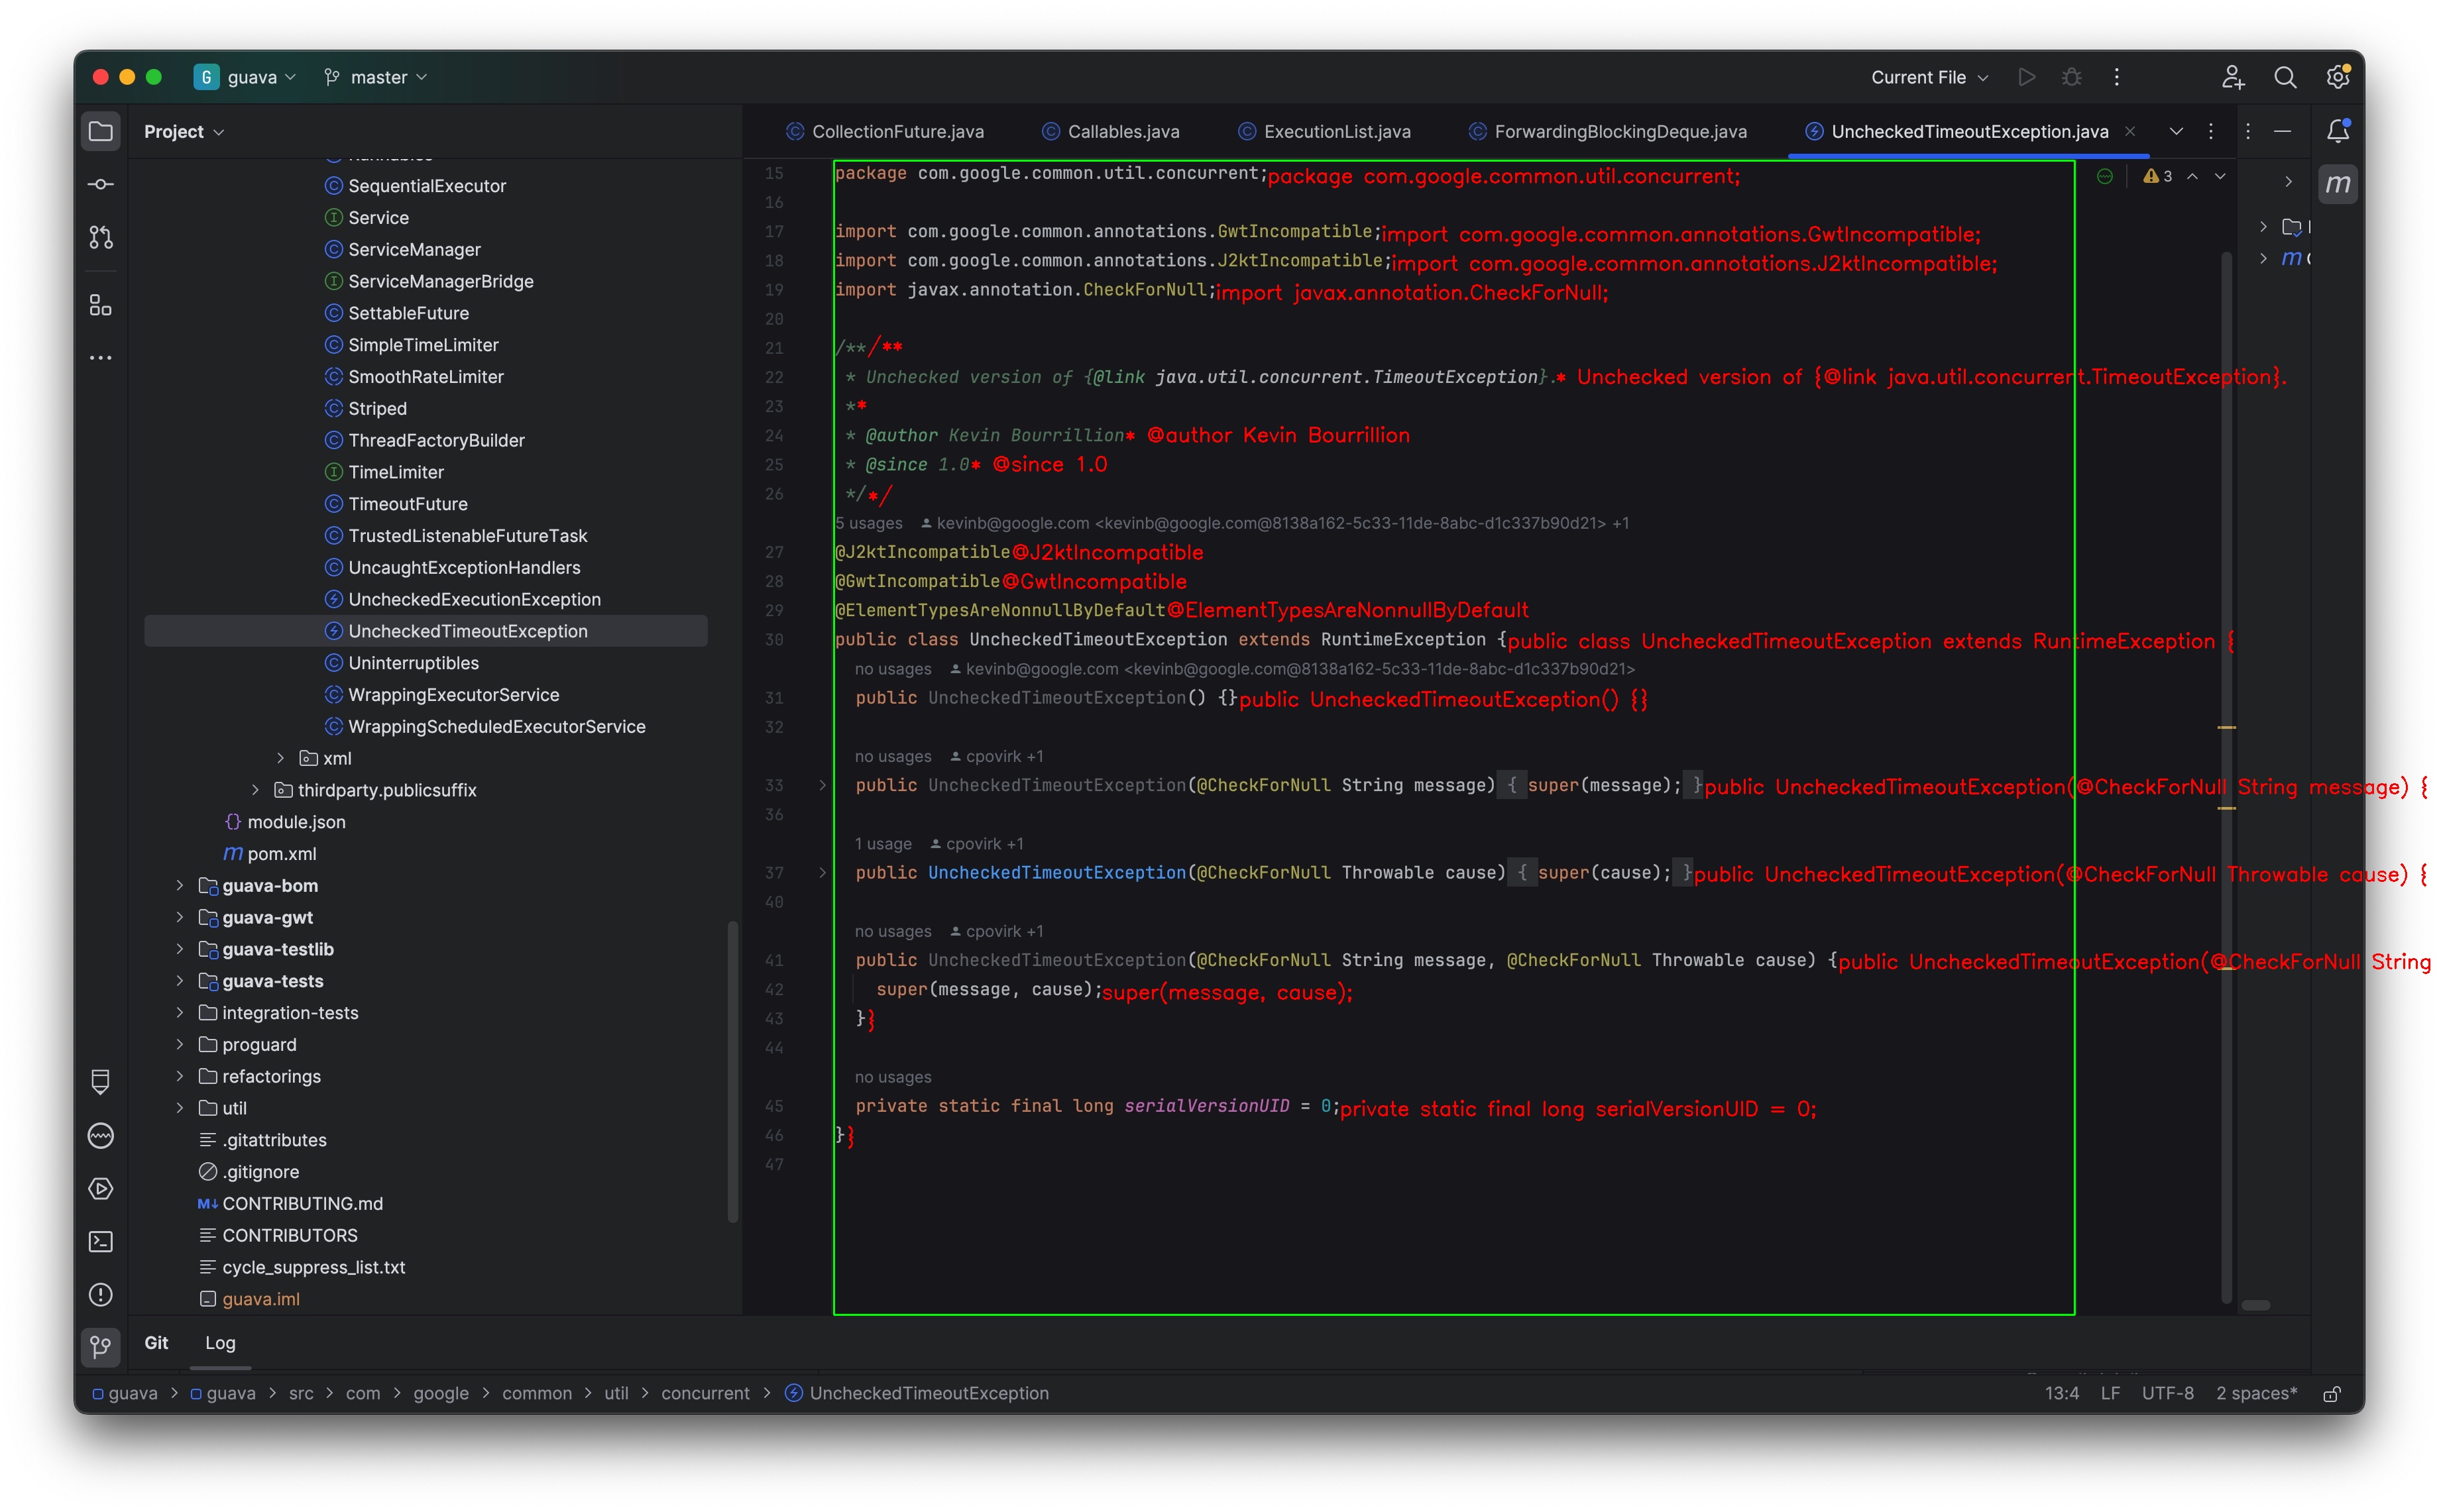 G guava master Current File
Project
CollectionFuture.java Callables.java ExecutionList.java ForwardingBlockingDeque.java UncheckedTimeoutException.java
SequentialExecutor
Service
ServiceManager
ServiceManagerBridge
SettableFuture
SimpleTimeLimiter
SmoothRateLimiter
Striped
ThreadFactoryBuilder
TimeLimiter
TimeoutFuture
TrustedListenableFutureTask
UncaughtExceptionHandlers
UncheckedExecutionException
UncheckedTimeoutException
Uninterruptibles
WrappingExecutorService
WrappingScheduledExecutorService
xml
thirdparty.publicsuffix
module.json
pom.xml
guava-bom
guava-gwt
guava-testlib
guava-tests
integration-tests
proguard
refactorings
util
.gitattributes
.gitignore
CONTRIBUTING.md
CONTRIBUTORS
cycle_suppress_list.txt
guava.iml
15 package com.google.common.util.concurrent;package com.google.common.util.concurrent;
3
16
17 import com.google.common.annotations.GwtIncompatible;import com.google.common.annotations.GwtIncompatible;
18 import com.google.common.annotations.J2ktIncompatible;import com.google.common.annotations.J2ktIncompatible;
19 import javax.annotation.CheckForNull;import javax.annotation.CheckForNull;
20
21 /**/**
22 * Unchecked version of {@link java.util.concurrent.TimeoutException}.* Unchecked version of {@link java.util.concurrent.TimeoutException}.
23 **
24 * @author Kevin Bourrillion* @author Kevin Bourrillion
25 * @since 1.0* @since 1.0
26 */*/
5 usages kevinb@google.com <kevinb@google.com@8138a162-5c33-11de-8abc-d1c337b90d21> +1
27 @J2ktIncompatible@J2ktIncompatible
28 @GwtIncompatible@GwtIncompatible
29 @ElementTypesAreNonnullByDefault@ElementTypesAreNonnullByDefault
30 public class UncheckedTimeoutException extends RuntimeException {public class UncheckedTimeoutException extends RuntimeException {
no usages kevinb@google.com <kevinb@google.com@8138a162-5c33-11de-8abc-d1c337b90d21>
31 public UncheckedTimeoutException() {}public UncheckedTimeoutException() {}
32
no usages cpovirk +1
33 public UncheckedTimeoutException(@CheckForNull String message) { super(message); }public UncheckedTimeoutException(@CheckForNull String message) {
36
1 usage cpovirk +1
37 public UncheckedTimeoutException(@CheckForNull Throwable cause) { super(cause); }public UncheckedTimeoutException(@CheckForNull Throwable cause) {
40
no usages cpovirk +1
41 public UncheckedTimeoutException(@CheckForNull String message, @CheckForNull Throwable cause) {public UncheckedTimeoutException(@CheckForNull String
42 super(message, cause);super(message, cause);
43 }}
44
no usages
45 private static final long serialVersionUID = 0;private static final long serialVersionUID = 0;
46 }}
47
Git Log
guava > guava > src > com > google > common > util > concurrent > UncheckedTimeoutException 13:4 LF UTF-8 2 spaces*